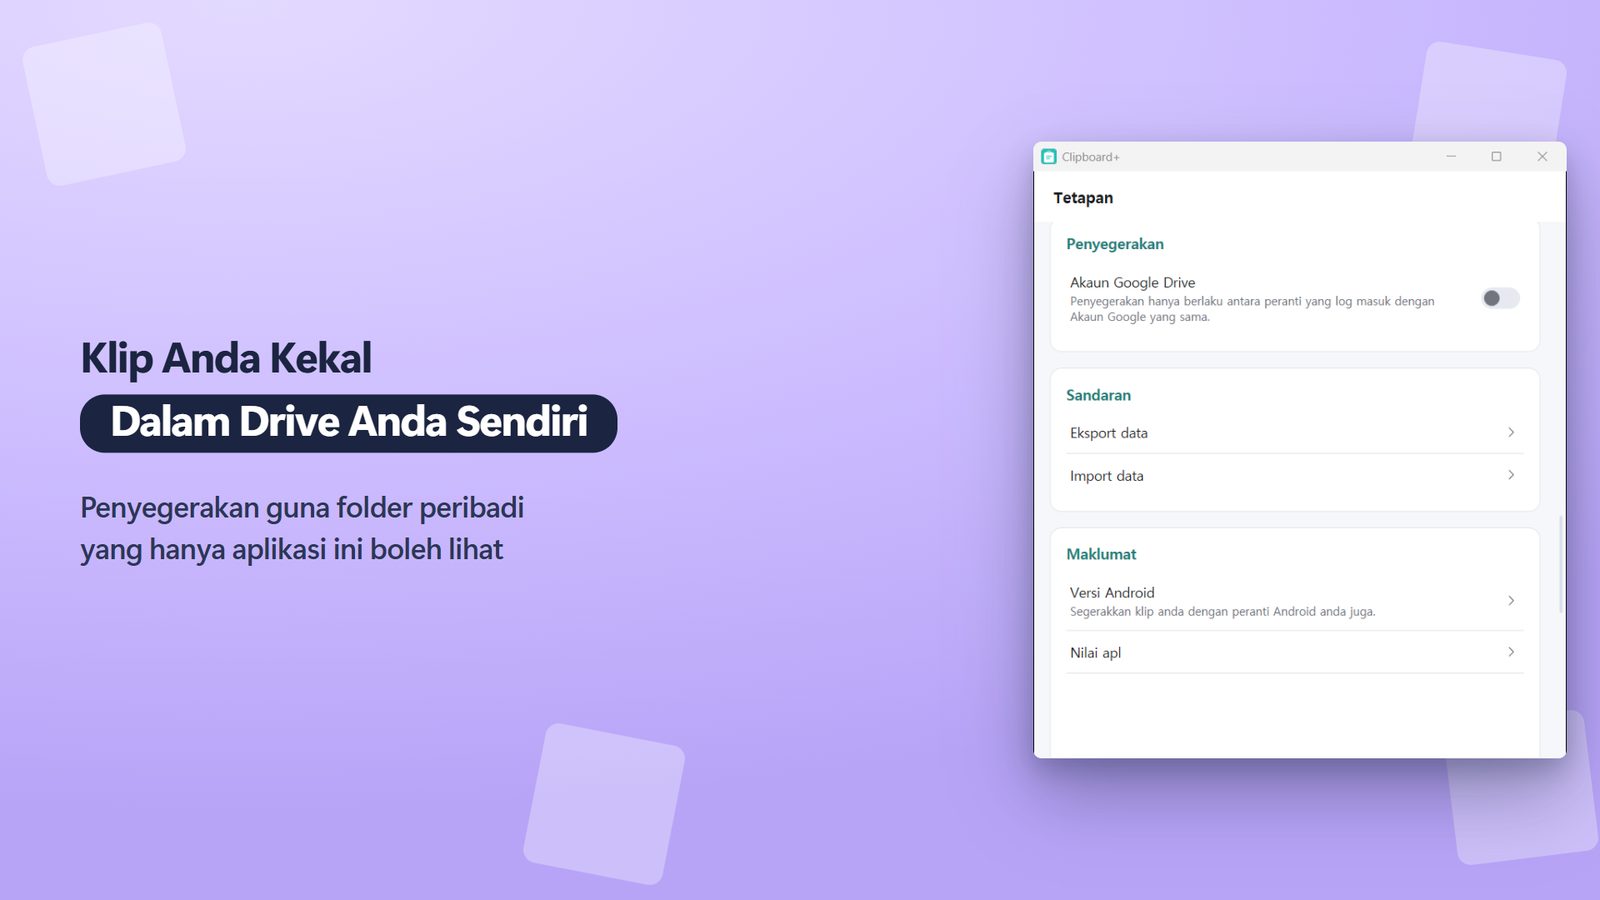 Klip Anda Kekal
Dalam Drive Anda Sendiri
Penyegerakan guna folder peribadi
yang hanya aplikasi ini boleh lihat
Clipboard+
Tetapan
Penyegerakan
Akaun Google Drive
Penyegerakan hanya berlaku antara peranti yang log masuk dengan
Akaun Google yang sama.
Sandaran
Eksport data
Import data
Maklumat
Versi Android
Segerakkan klip anda dengan peranti Android anda juga.
Nilai apl